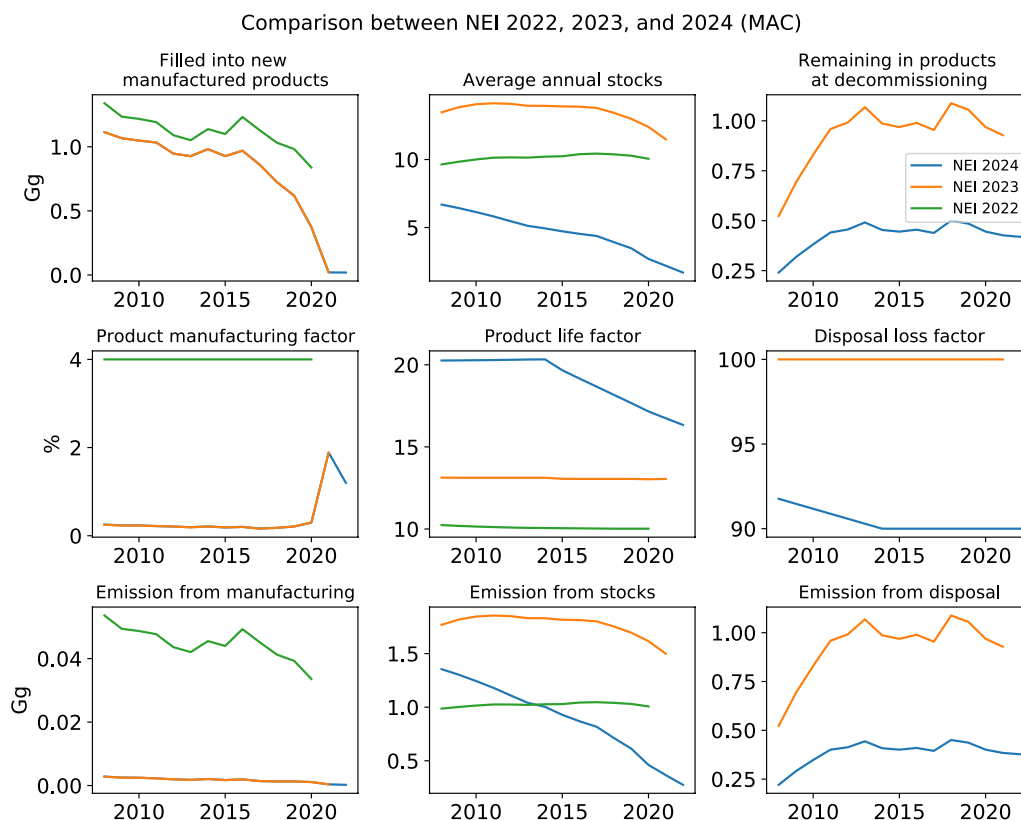 Comparison between NEI 2022, 2023, and 2024 (MAC)
Filled into new
manufactured products
Average annual stocks
Remaining in products
at decommissioning
Gg
1.0
0.5
0.0
2010 2015 2020
10
5
2010 2015 2020
1.00
0.75
0.50
0.25
NEI 2024
NEI 2023
NEI 2022
2010 2015 2020
Product manufacturing factor
Product life factor
Disposal loss factor
%
4
2
0
2010 2015 2020
20
15
10
2010 2015 2020
100
95
90
2010 2015 2020
Emission from manufacturing
Emission from stocks
Emission from disposal
Gg
0.04
0.02
0.00
2010 2015 2020
1.5
1.0
0.5
2010 2015 2020
1.00
0.75
0.50
0.25
2010 2015 2020